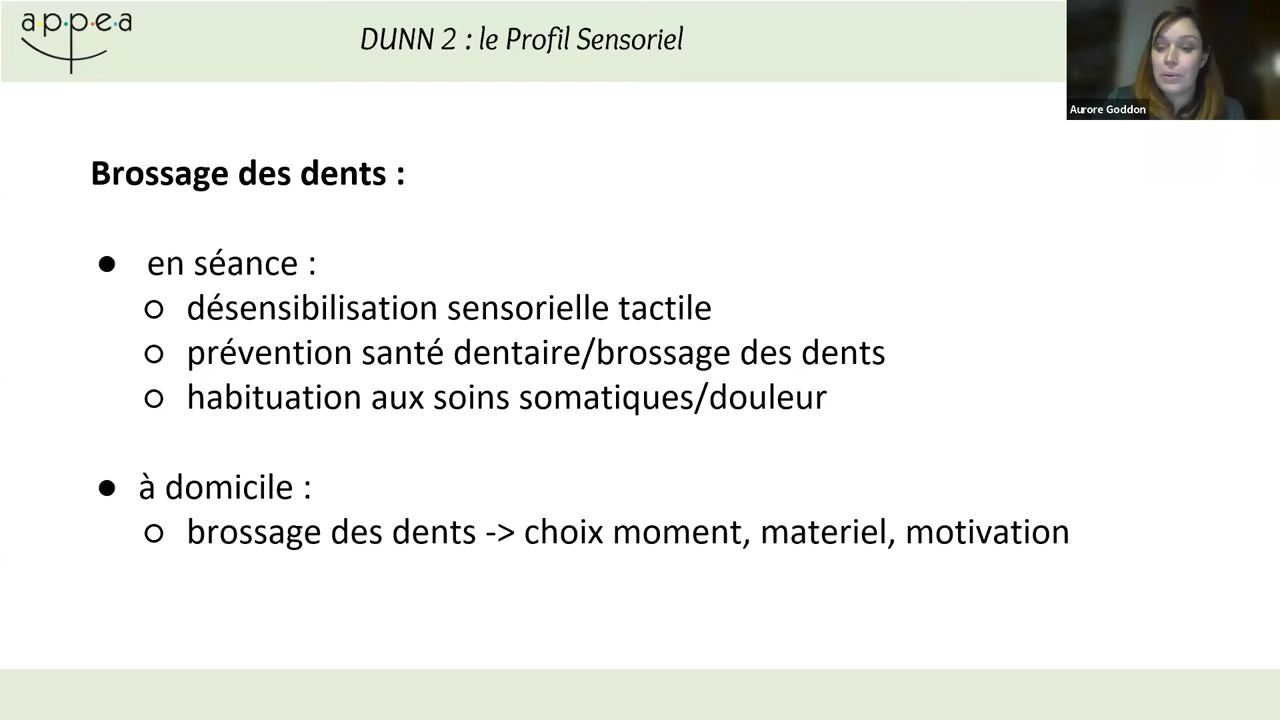 a.p.p.e.a
DUNN 2 : le Profil Sensoriel
Aurore Goddon
Brossage des dents :
● en séance :
○ désensibilisation sensorielle tactile
○ prévention santé dentaire/brossage des dents
○ habituation aux soins somatiques/douleur
● à domicile :
○ brossage des dents -> choix moment, materiel, motivation